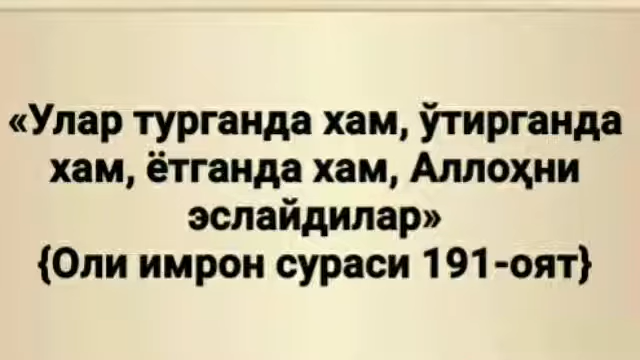 «Улар турганда хам, ўтирганда
хам, ётганда хам, Аллоҳни
эслайдилар»
{Оли имрон сураси 191-оят}